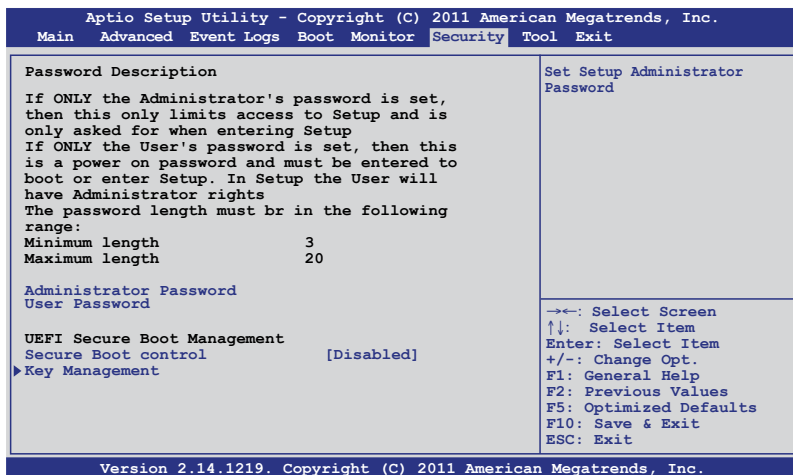 Aptio Setup Utility - Copyright (C) 2011 American Megatrends, Inc.
Main Advanced Event Logs Boot Monitor Security Tool Exit
Password Description
If ONLY the Administrator's password is set,
then this only limits access to Setup and is
only asked for when entering Setup
If ONLY the User's password is set, then this
is a power on password and must be entered to
boot or enter Setup. In Setup the User will
have Administrator rights
The password length must br in the following
range:
Minimum length 3
Maximum length 20
Administrator Password
User Password
UEFI Secure Boot Management
Secure Boot control [Disabled]
Key Management
Set Setup Administrator
Password
→←: Select Screen
↑↓: Select Item
Enter: Select Item
+/-: Change Opt.
F1: General Help
F2: Previous Values
F5: Optimized Defaults
F10: Save & Exit
ESC: Exit
Version 2.14.1219. Copyright (C) 2011 American Megatrends, Inc.